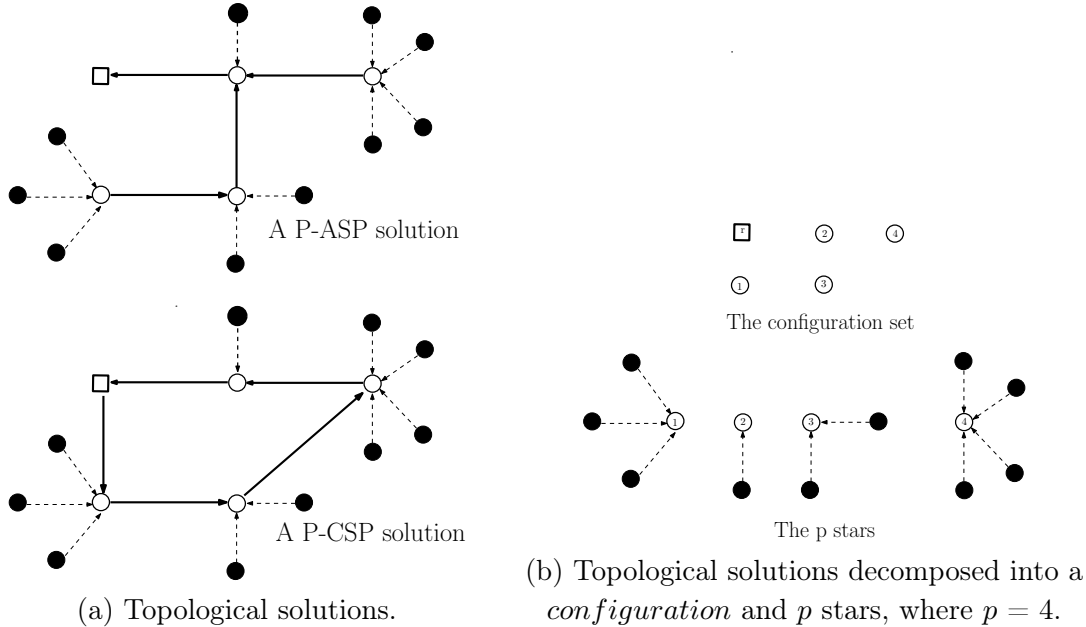 A P-ASP solution
A P-CSP solution
(a) Topological solutions.
r 2 4
1 3
The configuration set
1 2 3 4
The p stars
(b) Topological solutions decomposed into a
configuration and p stars, where p = 4.